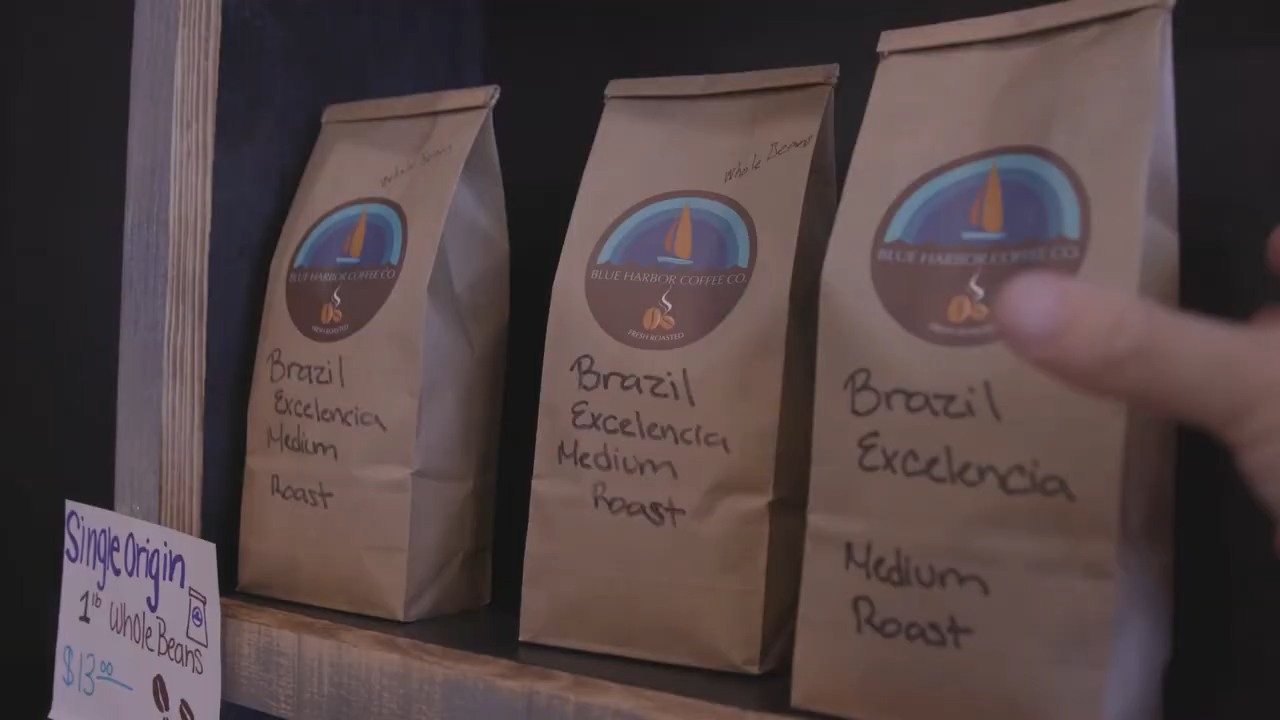 Whole Beans
BLUE HARBOR COFFEE CO.
FRESH ROASTED
Brazil
Excelencia
Medium
Roast
Whole Beans
BLUE HARBOR COFFEE CO.
FRESH ROASTED
Brazil
Excelencia
Medium
Roast
BLUE HARBOR COFFEE CO.
Brazil
Excelencia
Medium
Roast
Single Origin
1 lb Whole Beans
$13.00